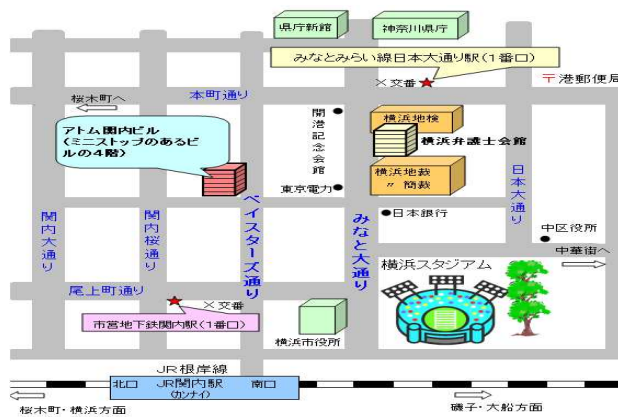 県庁新館
神奈川県庁
みなとみらい線日本大通り駅(1番口)
×交番
〒港郵便局
本町通り
桜木町へ
アトム関内ビル
(ミニストップのあるビ
ルの4階)
開港記念会館
横浜地検
横浜弁護士会館
横浜地裁
〃 簡裁
東京電力
日本大通り
関内大通り
関内桜通り
ベイスターズ通り
みなと大通り
日本銀行
中区役所
中華街へ
横浜スタジアム
尾上町通り
×交番
市営地下鉄関内駅(1番口)
横浜市役所
JR根岸線
北口 JR関内駅 南口
(カンナイ)
桜木町・横浜方面
磯子・大船方面